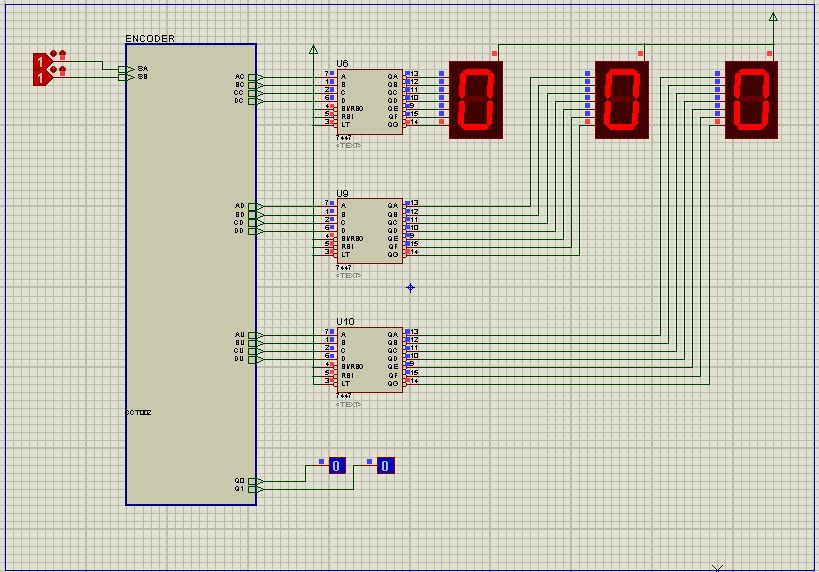 ENCODER
1 SA
1 SB
AC
BC
CC
DC
AD
BD
CD
DD
AU
BU
CU
DU
CCT002
Q0
Q1
U6
7 A QA 13
1 B QB 12
2 C QC 11
6 D QD 10
4 BI/RBO QE 9
5 RBI QF 15
3 LT QG 14
7447
<TEXT>
0 0 0
U9
7 A QA 13
1 B QB 12
2 C QC 11
6 D QD 10
4 BI/RBO QE 9
5 RBI QF 15
3 LT QG 14
7447
<TEXT>
U10
7 A QA 13
1 B QB 12
2 C QC 11
6 D QD 10
4 BI/RBO QE 9
5 RBI QF 15
3 LT QG 14
7447
<TEXT>
0 0